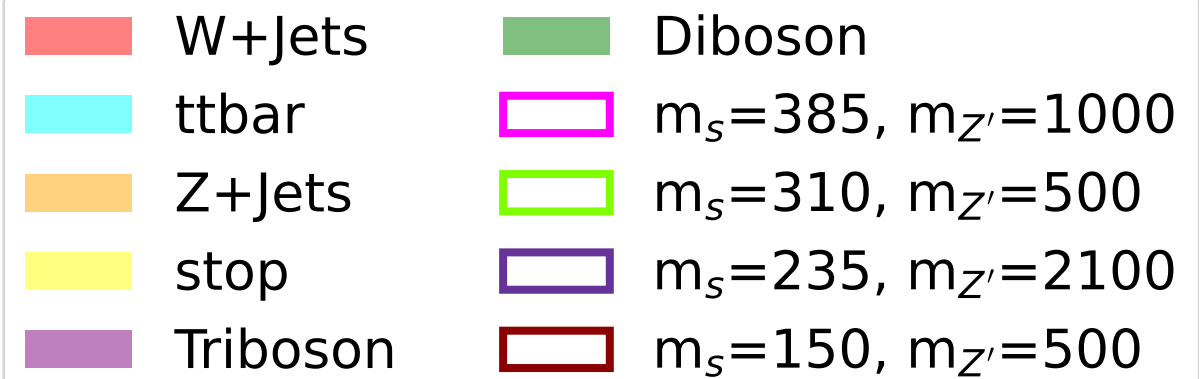 W+Jets
ttbar
Z+Jets
stop
Triboson
Diboson
mₛ=385, m_Z′=1000
mₛ=310, m_Z′=500
mₛ=235, m_Z′=2100
mₛ=150, m_Z′=500